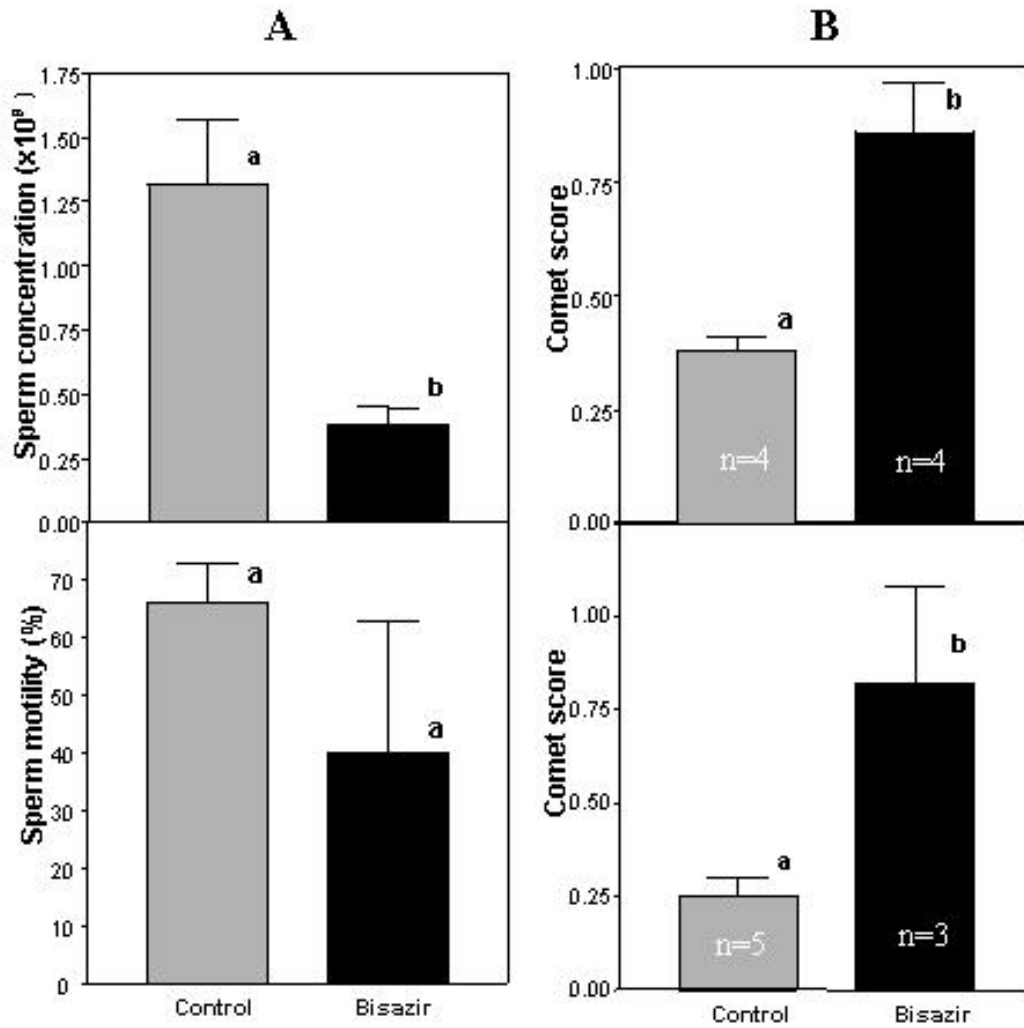 A
B
Sperm concentration (x10⁹)
1.75
1.50
1.25
1.00
0.75
0.50
0.25
0.00
a
b
Comet score
1.00
0.75
0.50
0.25
0.00
a
b
n=4
n=4
Sperm motility (%)
70
60
50
40
30
20
10
0
a
a
Control
Bisazir
Comet score
1.00
0.75
0.50
0.25
0.00
a
b
n=5
n=3
Control
Bisazir